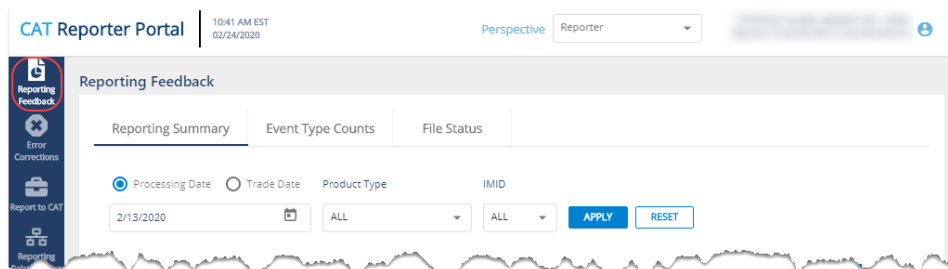 CAT Reporter Portal
10:41 AM EST
02/24/2020
Perspective
Reporter
Reporting
Feedback
Reporting Feedback
Error
Corrections
Reporting Summary
Event Type Counts
File Status
Processing Date
Trade Date
Product Type
IMID
Report to CAT
2/13/2020
ALL
ALL
APPLY
RESET
Reporting